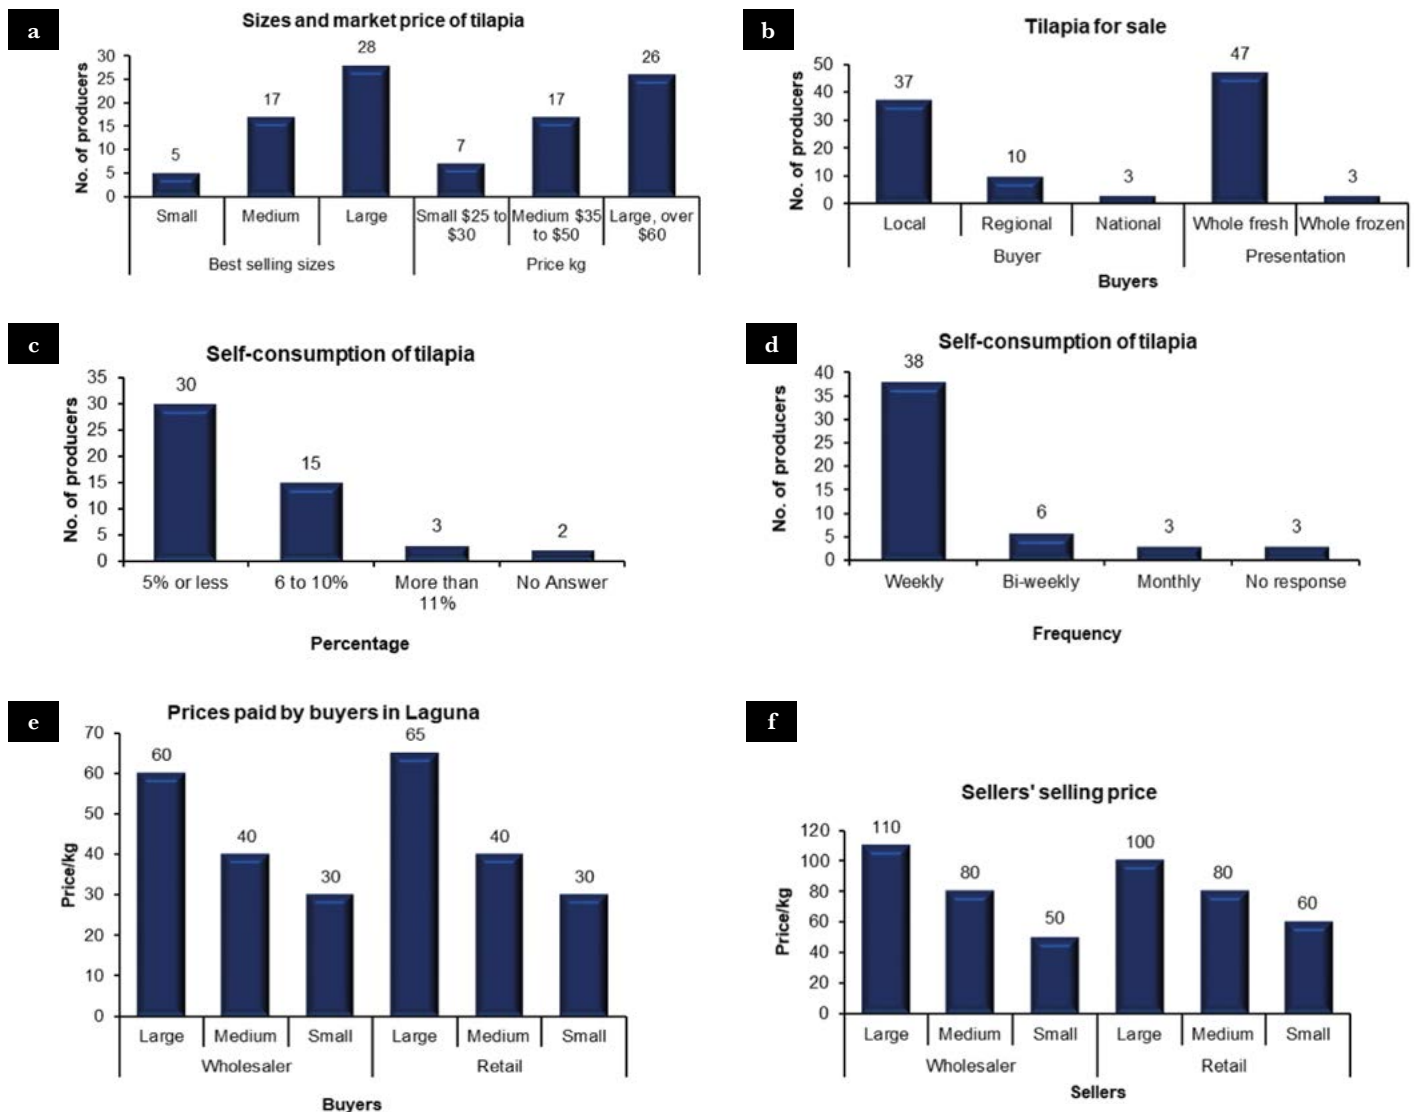 a
Sizes and market price of tilapia
No. of producers
30
25
20
15
10
5
0
5
17
28
7
17
26
Small
Medium
Large
Small $25 to
$30
Medium $35
to $50
Large, over
$60
Best selling sizes
Price kg
b
Tilapia for sale
No. of producers
50
40
30
20
10
0
37
10
3
47
3
Local
Regional
National
Whole fresh
Whole frozen
Buyer
Presentation
Buyers
c
Self-consumption of tilapia
No. of producers
35
30
25
20
15
10
5
0
30
15
3
2
5% or less
6 to 10%
More than
11%
No Answer
Percentage
d
Self-consumption of tilapia
No. of producers
40
35
30
25
20
15
10
5
0
38
6
3
3
Weekly
Bi-weekly
Monthly
No response
Frequency
e
Prices paid by buyers in Laguna
Price/kg
70
60
50
40
30
20
10
0
60
40
30
65
40
30
Large
Medium
Small
Large
Medium
Small
Wholesaler
Retail
Buyers
f
Sellers' selling price
Price/kg
120
100
80
60
40
20
0
110
80
50
100
80
60
Large
Medium
Small
Large
Medium
Small
Wholesaler
Retail
Sellers